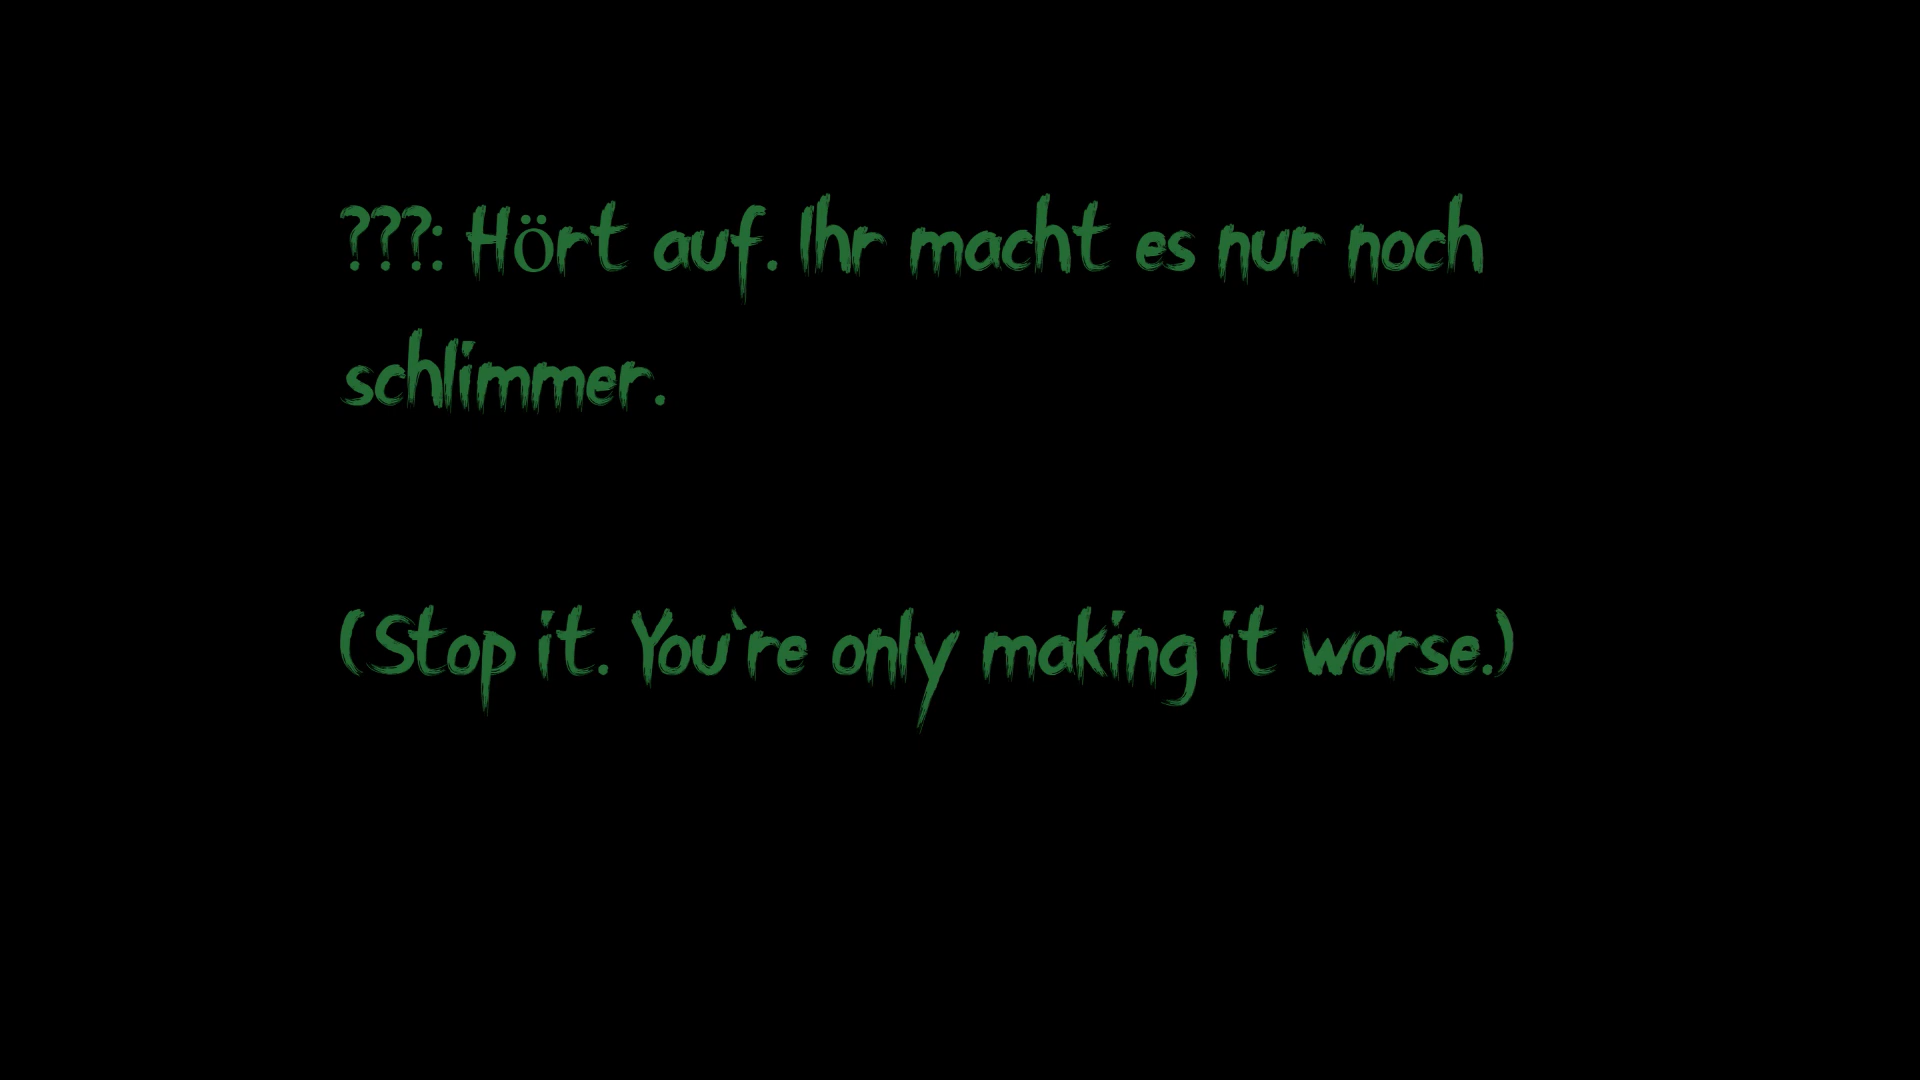 ???: Hört auf. Ihr macht es nur noch
schlimmer.
(Stop it. You`re only making it worse.)